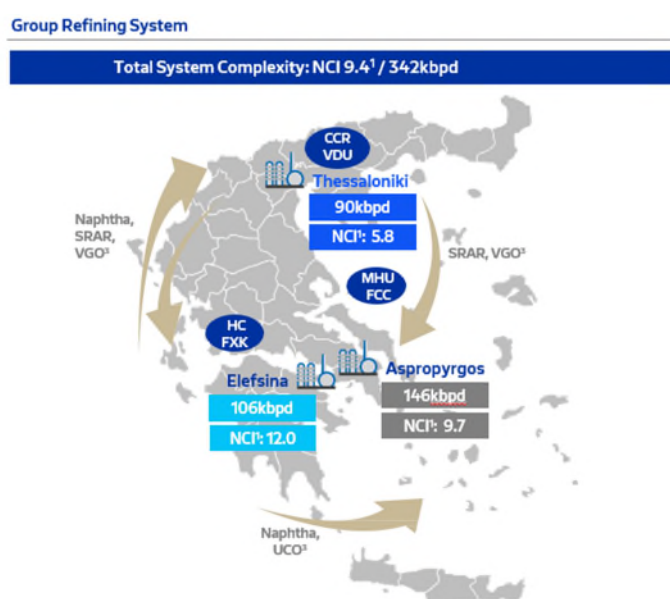 Group Refining System
Total System Complexity: NCI 9.4¹ / 342kbpd
CCR
VDU
Thessaloniki
90kbpd
NCI¹: 5.8
Naphtha,
SRAR,
VGO³
SRAR, VGO³
MHU
FCC
HC
FXK
Elefsina
106kbpd
NCI¹: 12.0
Aspropyrgos
146kbpd
NCI¹: 9.7
Naphtha,
UCO³